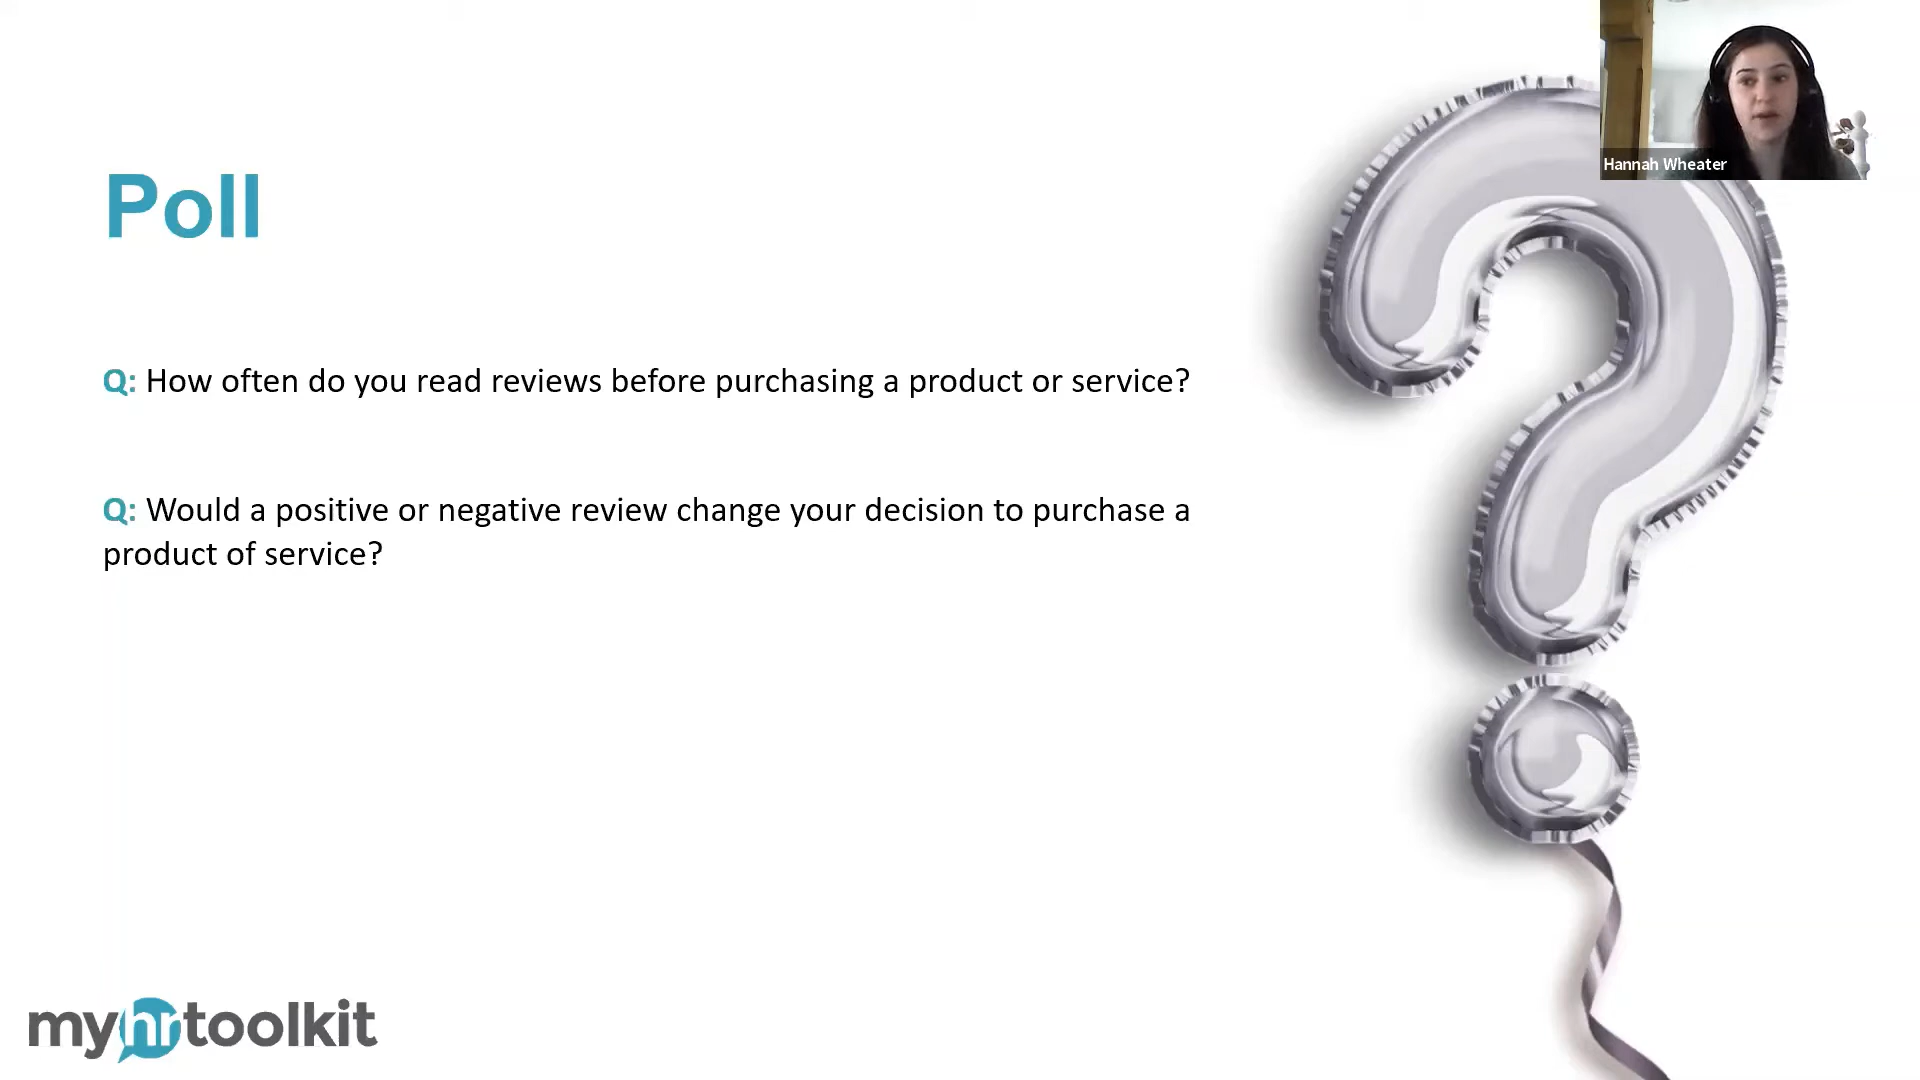 Hannah Wheater
Poll
Q: How often do you read reviews before purchasing a product or service?
Q: Would a positive or negative review change your decision to purchase a
product of service?
myhrtoolkit